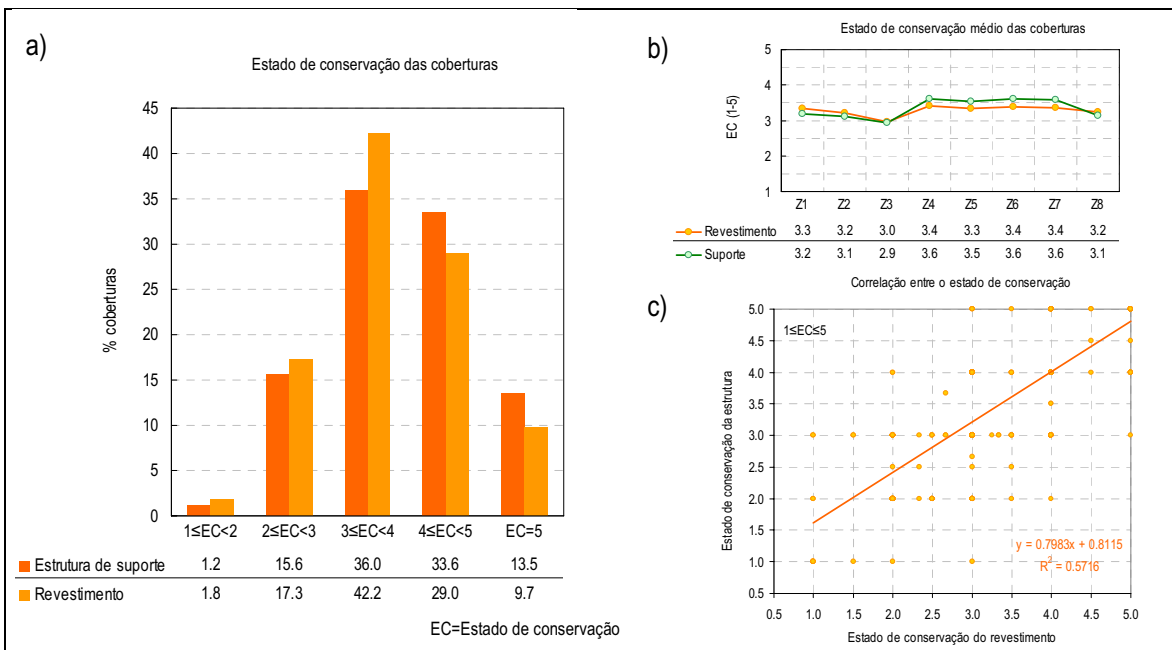 a)
Estado de conservação das coberturas
% coberturas
45
40
35
30
25
20
15
10
5
0
1≤EC<2 2≤EC<3 3≤EC<4 4≤EC<5 EC=5
Estrutura de suporte 1.2 15.6 36.0 33.6 13.5
Revestimento 1.8 17.3 42.2 29.0 9.7
EC=Estado de conservação
b)
Estado de conservação médio das coberturas
EC (1-5)
5
4
3
2
1
Z1 Z2 Z3 Z4 Z5 Z6 Z7 Z8
Revestimento 3.3 3.2 3.0 3.4 3.3 3.4 3.4 3.2
Suporte 3.2 3.1 2.9 3.6 3.5 3.6 3.6 3.1
c)
Correlação entre o estado de conservação
1≤EC≤5
Estado de conservação da estrutura
5.0
4.5
4.0
3.5
3.0
2.5
2.0
1.5
1.0
0.5
y = 0.7983x + 0.8115
R² = 0.5716
0.5 1.0 1.5 2.0 2.5 3.0 3.5 4.0 4.5 5.0
Estado de conservação do revestimento